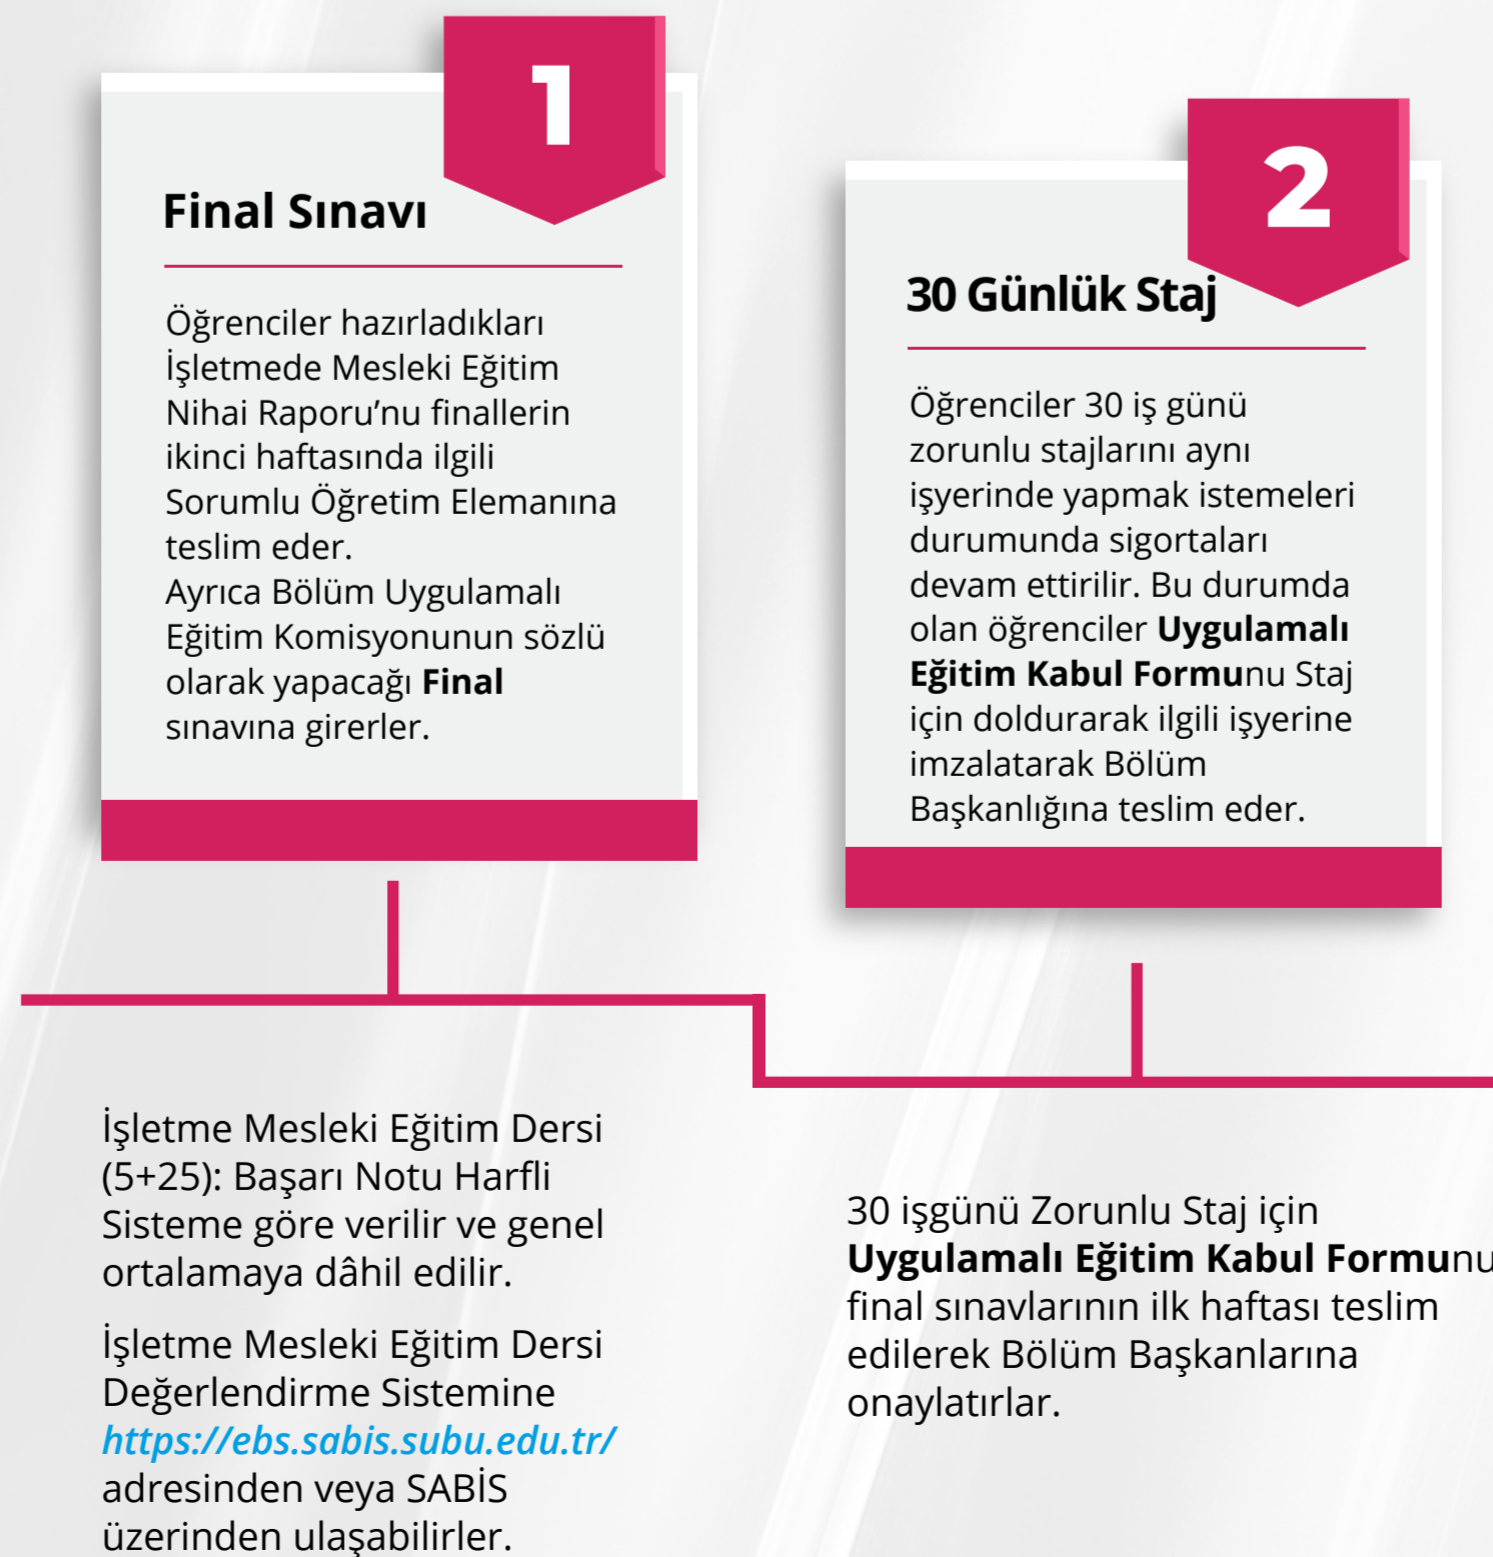 1
Final Sınavı
Öğrenciler hazırladıkları
İşletmede Mesleki Eğitim
Nihai Raporu’nu finallerin
ikinci haftasında ilgili
Sorumlu Öğretim Elemanına
teslim eder.
Ayrıca Bölüm Uygulamalı
Eğitim Komisyonunun sözlü
olarak yapacağı Final
sınavına girerler.
İşletme Mesleki Eğitim Dersi
(5+25): Başarı Notu Harfli
Sisteme göre verilir ve genel
ortalamaya dâhil edilir.
İşletme Mesleki Eğitim Dersi
Değerlendirme Sistemine
https://ebs.sabis.subu.edu.tr/
adresinden veya SABİS
üzerinden ulaşabilirler.
2
30 Günlük Staj
Öğrenciler 30 iş günü
zorunlu stajlarını aynı
işyerinde yapmak istemeleri
durumunda sigortaları
devam ettirilir. Bu durumda
olan öğrenciler Uygulamalı
Eğitim Kabul Formunu Staj
için doldurarak ilgili işyerine
imzalatarak Bölüm
Başkanlığına teslim eder.
30 işgünü Zorunlu Staj için
Uygulamalı Eğitim Kabul Formunu
final sınavlarının ilk haftası teslim
edilerek Bölüm Başkanlarına
onaylatırlar.